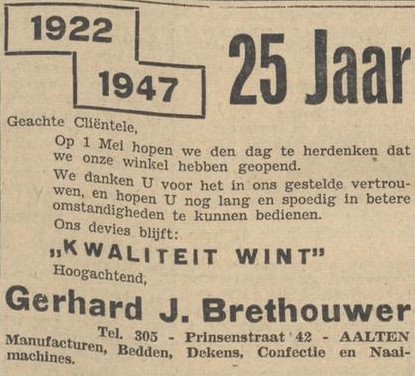 1922
1947
25 Jaar
Geachte Cliëntele,
Op 1 Mei hopen we den dag te herdenken dat
we onze winkel hebben geopend.
We danken U voor het in ons gestelde vertrou-
wen, en hopen U nog lang en spoedig in betere
omstandigheden te kunnen bedienen.
Ons devies blijft:
„KWALITEIT WINT”
Hoogachtend,
Gerhard J. Brethouwer
Tel. 305 - Prinsenstraat 42 - AALTEN
Manufacturen, Bedden, Dekens, Confectie en Naai-
machines.